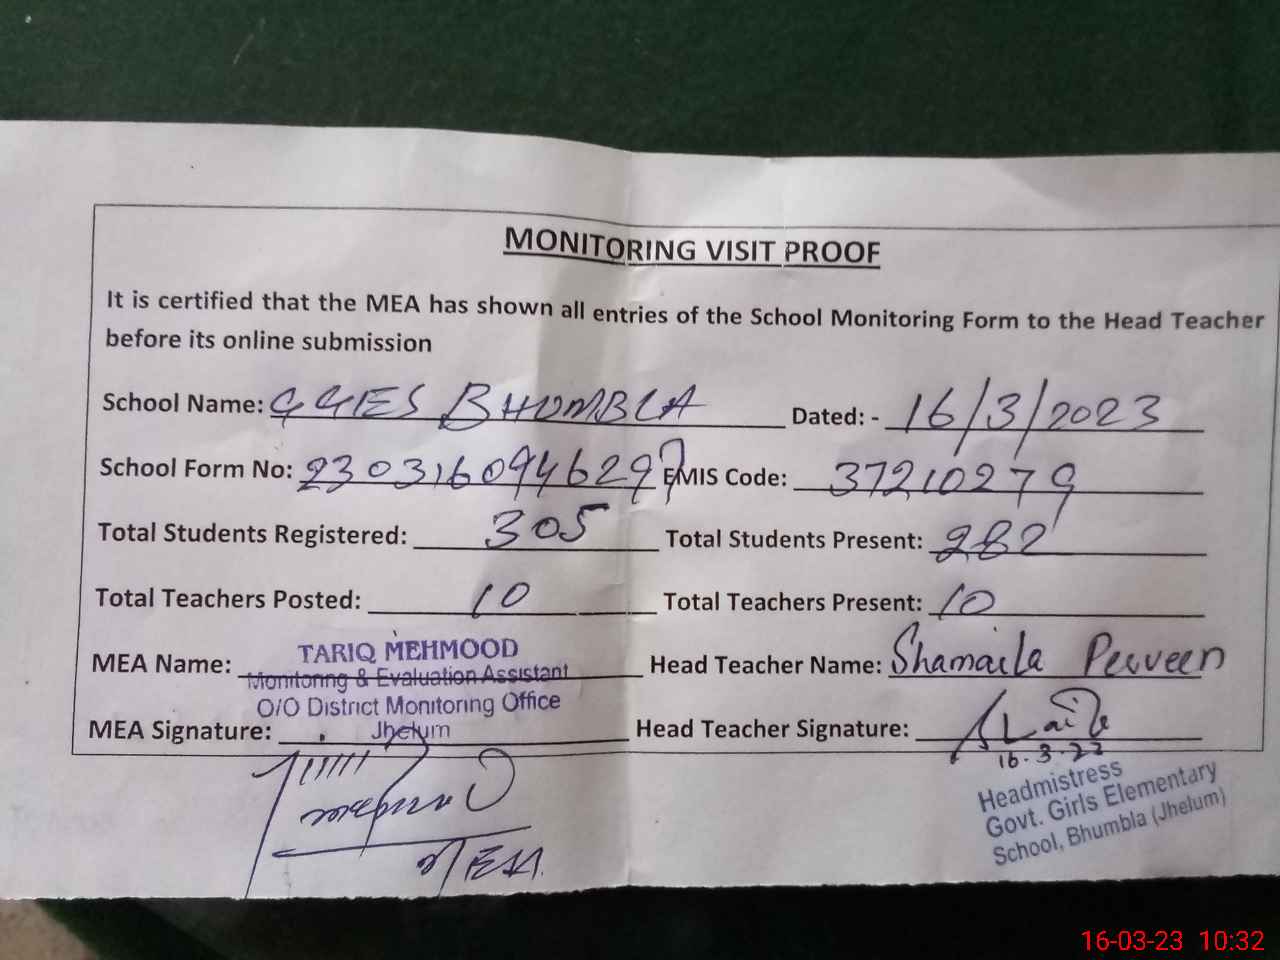 MONITORING VISIT PROOF
It is certified that the MEA has shown all entries of the School Monitoring Form to the Head Teacher
before its online submission
School Name: GGES BHUMBLA Dated: - 16/3/2023
School Form No: 230316094629? EMIS Code: 37210279
Total Students Registered: 305 Total Students Present: 282
Total Teachers Posted: 10 Total Teachers Present: 10
MEA Name: TARIQ MEHMOOD Head Teacher Name: Shamaila Perveen
Monitoring & Evaluation Assistant
O/O District Monitoring Office
MEA Signature: Jhelum Head Teacher Signature:
16.3.23
MEA
Headmistress
Govt. Girls Elementary
School, Bhumbla (Jhelum)
16-03-23 10:32